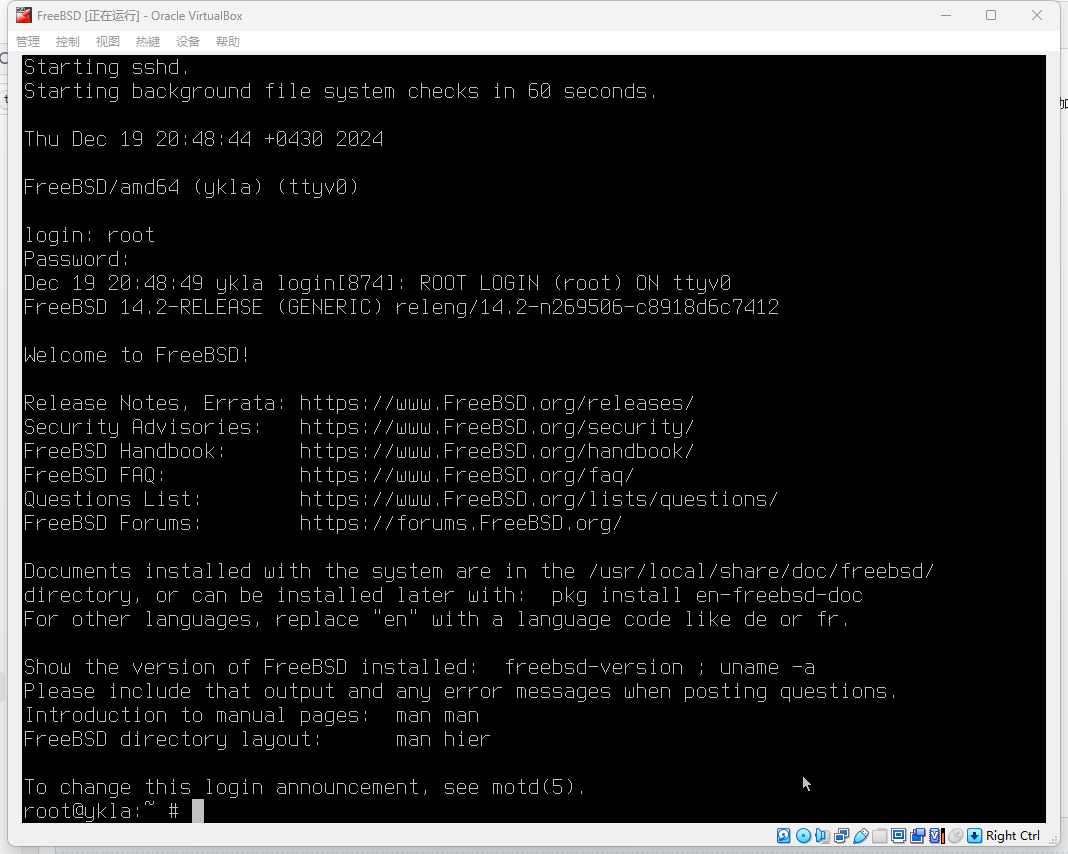 FreeBSD [正在运行] - Oracle VirtualBox
管理 控制 视图 热键 设备 帮助
Starting sshd.
Starting background file system checks in 60 seconds.
Thu Dec 19 20:48:44 +0430 2024
FreeBSD/amd64 (ykla) (ttyv0)
login: root
Password:
Dec 19 20:48:49 ykla login[874]: ROOT LOGIN (root) ON ttyv0
FreeBSD 14.2-RELEASE (GENERIC) releng/14.2-n269506-c8918d6c7412
Welcome to FreeBSD!
Release Notes, Errata: https://www.FreeBSD.org/releases/
Security Advisories:   https://www.FreeBSD.org/security/
FreeBSD Handbook:      https://www.FreeBSD.org/handbook/
FreeBSD FAQ:           https://www.FreeBSD.org/faq/
Questions List:        https://www.FreeBSD.org/lists/questions/
FreeBSD Forums:        https://forums.FreeBSD.org/
Documents installed with the system are in the /usr/local/share/doc/freebsd/
directory, or can be installed later with:  pkg install en-freebsd-doc
For other languages, replace "en" with a language code like de or fr.
Show the version of FreeBSD installed:  freebsd-version ; uname -a
Please include that output and any error messages when posting questions.
Introduction to manual pages:  man man
FreeBSD directory layout:      man hier
To change this login announcement, see motd(5).
root@ykla:~ #
Right Ctrl